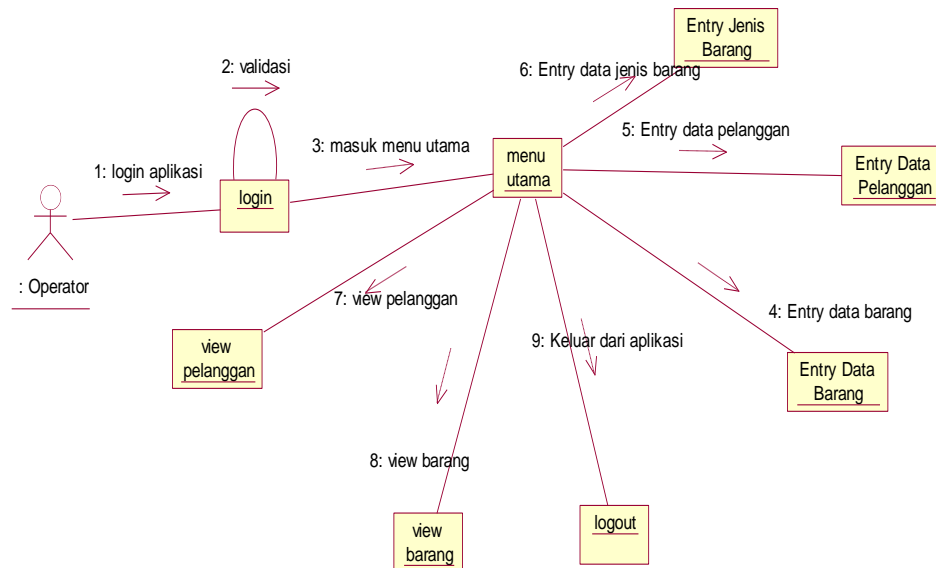 Entry Jenis
Barang
2: validasi
6: Entry data jenis barang
5: Entry data pelanggan
3: masuk menu utama
menu
utama
Entry Data
Pelanggan
1: login aplikasi
login
: Operator
7: view pelanggan
4: Entry data barang
9: Keluar dari aplikasi
view
pelanggan
Entry Data
Barang
8: view barang
logout
view
barang